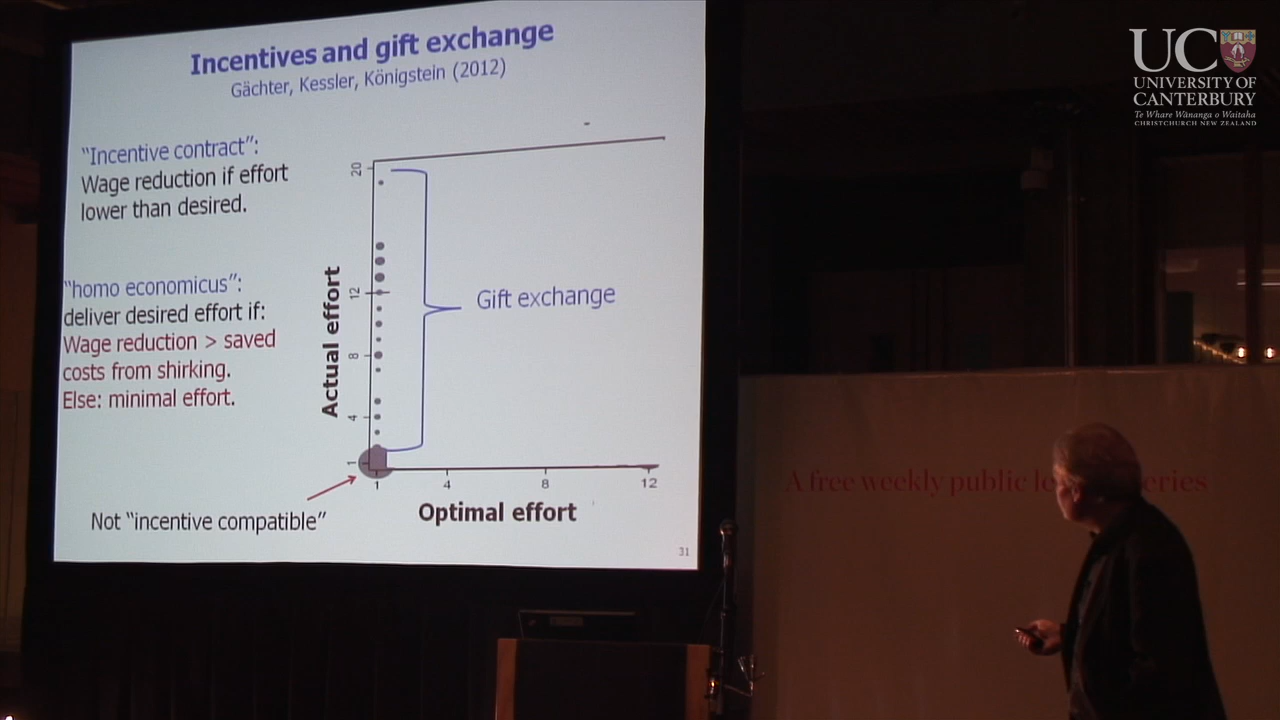 Incentives and gift exchange
Gächter, Kessler, Königstein (2012)
"Incentive contract":
Wage reduction if effort
lower than desired.
"homo economicus":
deliver desired effort if:
Wage reduction > saved
costs from shirking.
Else: minimal effort.
Not "incentive compatible"
Actual effort
20
12
8
4
1
Gift exchange
1 4 8 12
Optimal effort
31
UC
UNIVERSITY OF
CANTERBURY
Te Whare Wānanga o Waitaha
CHRISTCHURCH NEW ZEALAND
A free weekly public le eries